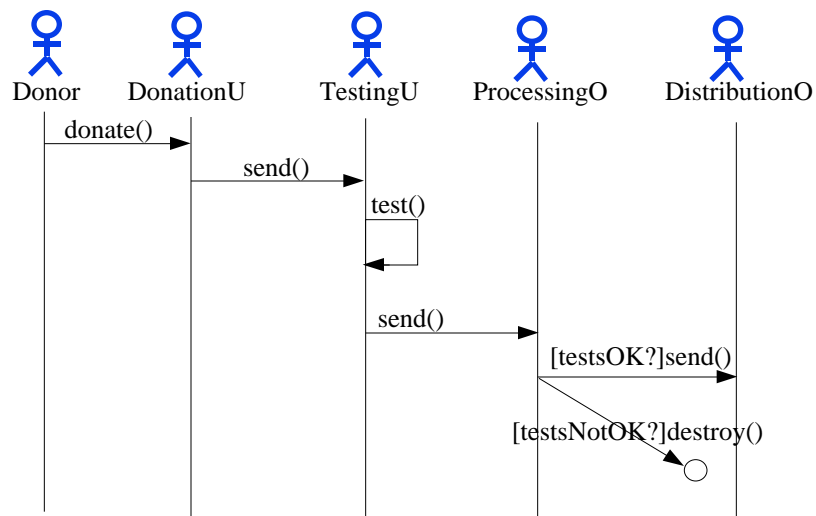 Donor
DonationU
TestingU
ProcessingO
DistributionO
donate()
send()
test()
send()
[testsOK?]send()
[testsNotOK?]destroy()